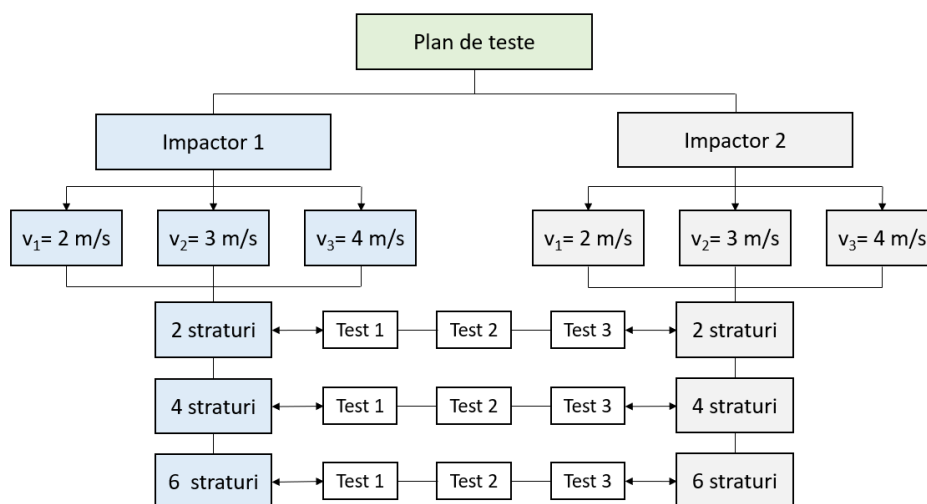 Plan de teste
Impactor 1
Impactor 2
v₁= 2 m/s
v₂= 3 m/s
v₃= 4 m/s
v₁= 2 m/s
v₂= 3 m/s
v₃= 4 m/s
2 straturi
Test 1
Test 2
Test 3
2 straturi
4 straturi
Test 1
Test 2
Test 3
4 straturi
6 straturi
Test 1
Test 2
Test 3
6 straturi